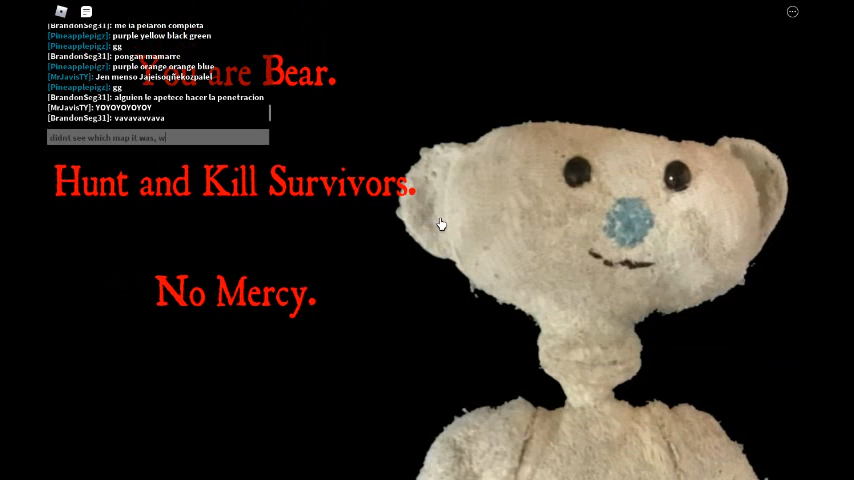 [BrandonSeg31]: me la pelaron completa
[Pineapplepigz]: purple yellow black green
[Pineapplepigz]: gg
[BrandonSeg31]: pongan mamarre
[Pineapplepigz]: purple orange orange blue
[MrJavisTY]: Jen menso Jajeisoqñekozpalel
[Pineapplepigz]: gg
[BrandonSeg31]: alguien le apetece hacer la penetracion
[MrJavisTY]: YOYOYOYOYOY
[BrandonSeg31]: vavavavvava
didnt see which map it was, w
You are Bear.
Hunt and Kill Survivors.
No Mercy.